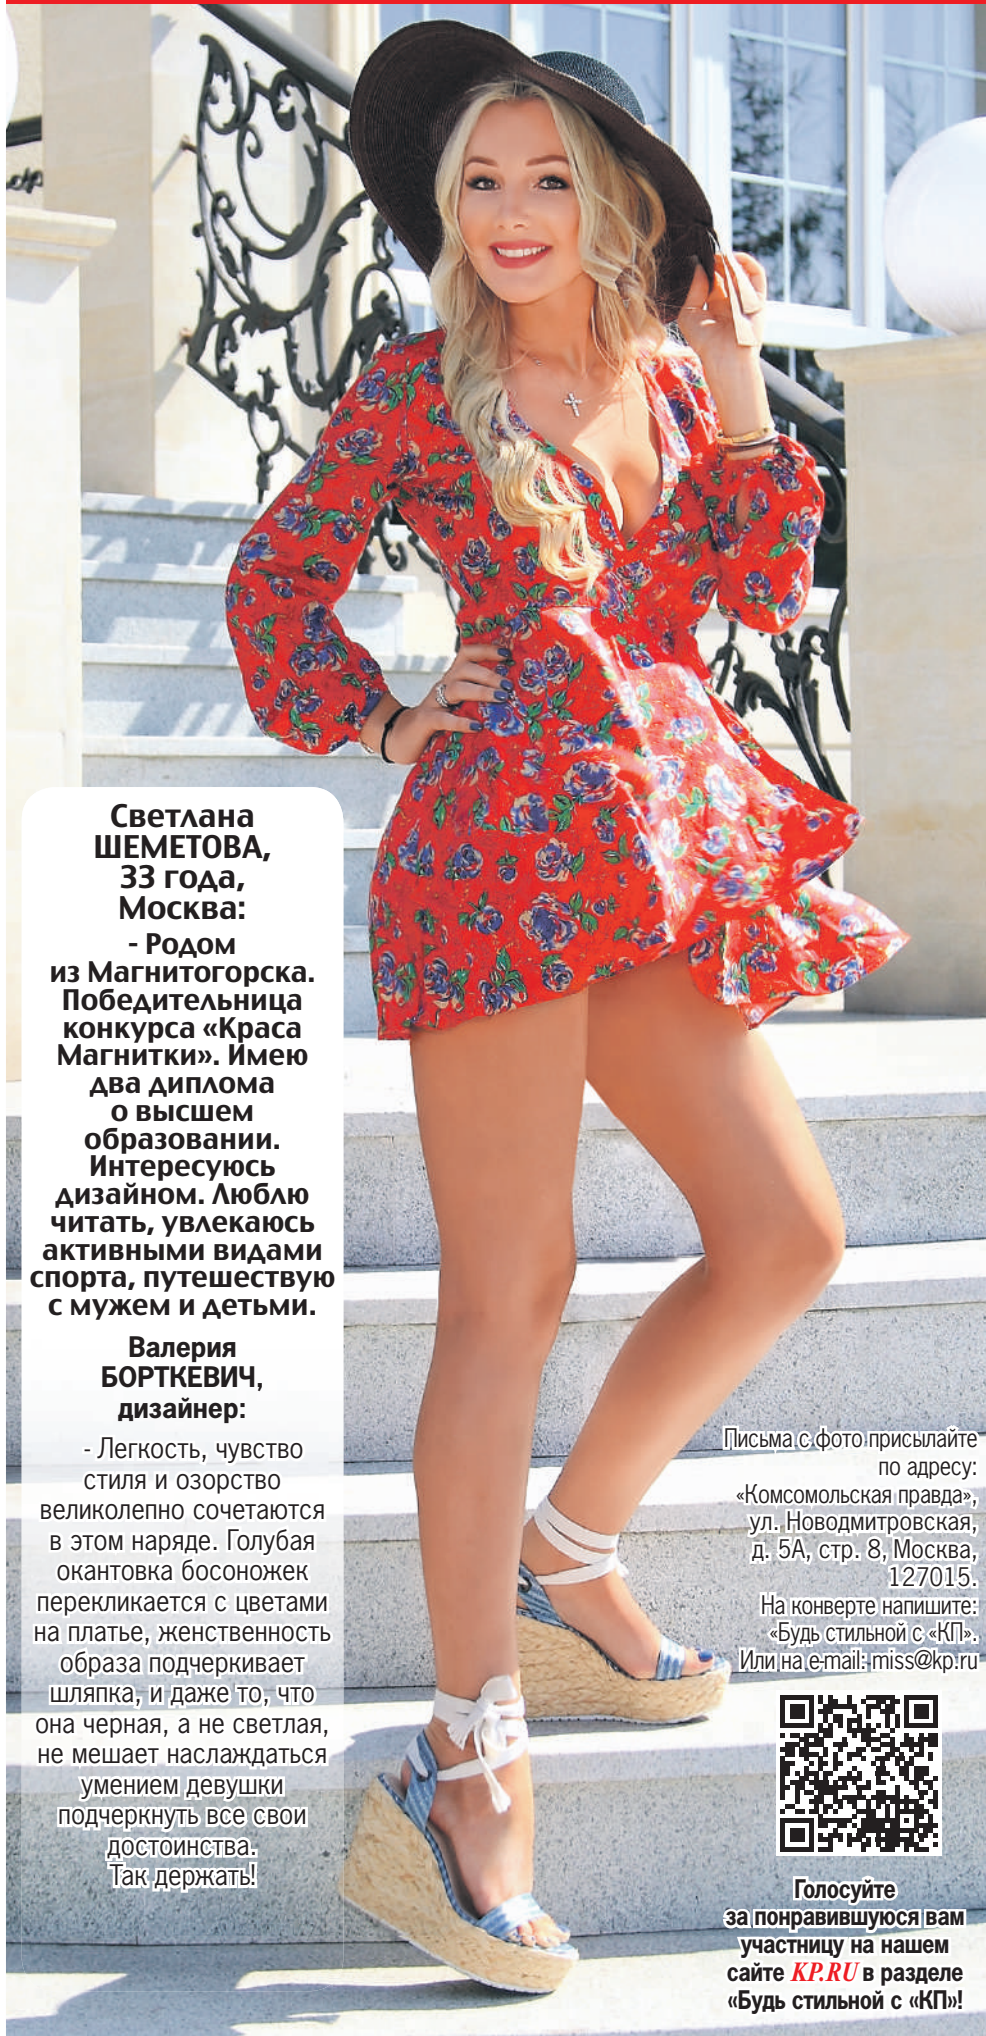 Светлана
ШЕМЕТОВА,
33 года,
Москва:
- Родом
из Магнитогорска.
Победительница
конкурса «Краса
Магнитки». Имею
два диплома
о высшем
образовании.
Интересуюсь
дизайном. Люблю
читать, увлекаюсь
активными видами
спорта, путешествую
с мужем и детьми.
Валерия
БОРТКЕВИЧ,
дизайнер:
- Легкость, чувство
стиля и озорство
великолепно сочетаются
в этом наряде. Голубая
окантовка босоножек
перекликается с цветами
на платье, женственность
образа подчеркивает
шляпка, и даже то, что
она черная, а не светлая,
не мешает наслаждаться
умением девушки
подчеркнуть все свои
достоинства.
Так держать!
Письма с фото присылайте
по адресу:
«Комсомольская правда»,
ул. Новодмитровская,
д. 5А, стр. 8, Москва,
127015.
На конверте напишите:
«Будь стильной с «КП».
Или на e-mail: miss@kp.ru
Голосуйте
за понравившуюся вам
участницу на нашем
сайте KP.RU в разделе
«Будь стильной с «КП»!